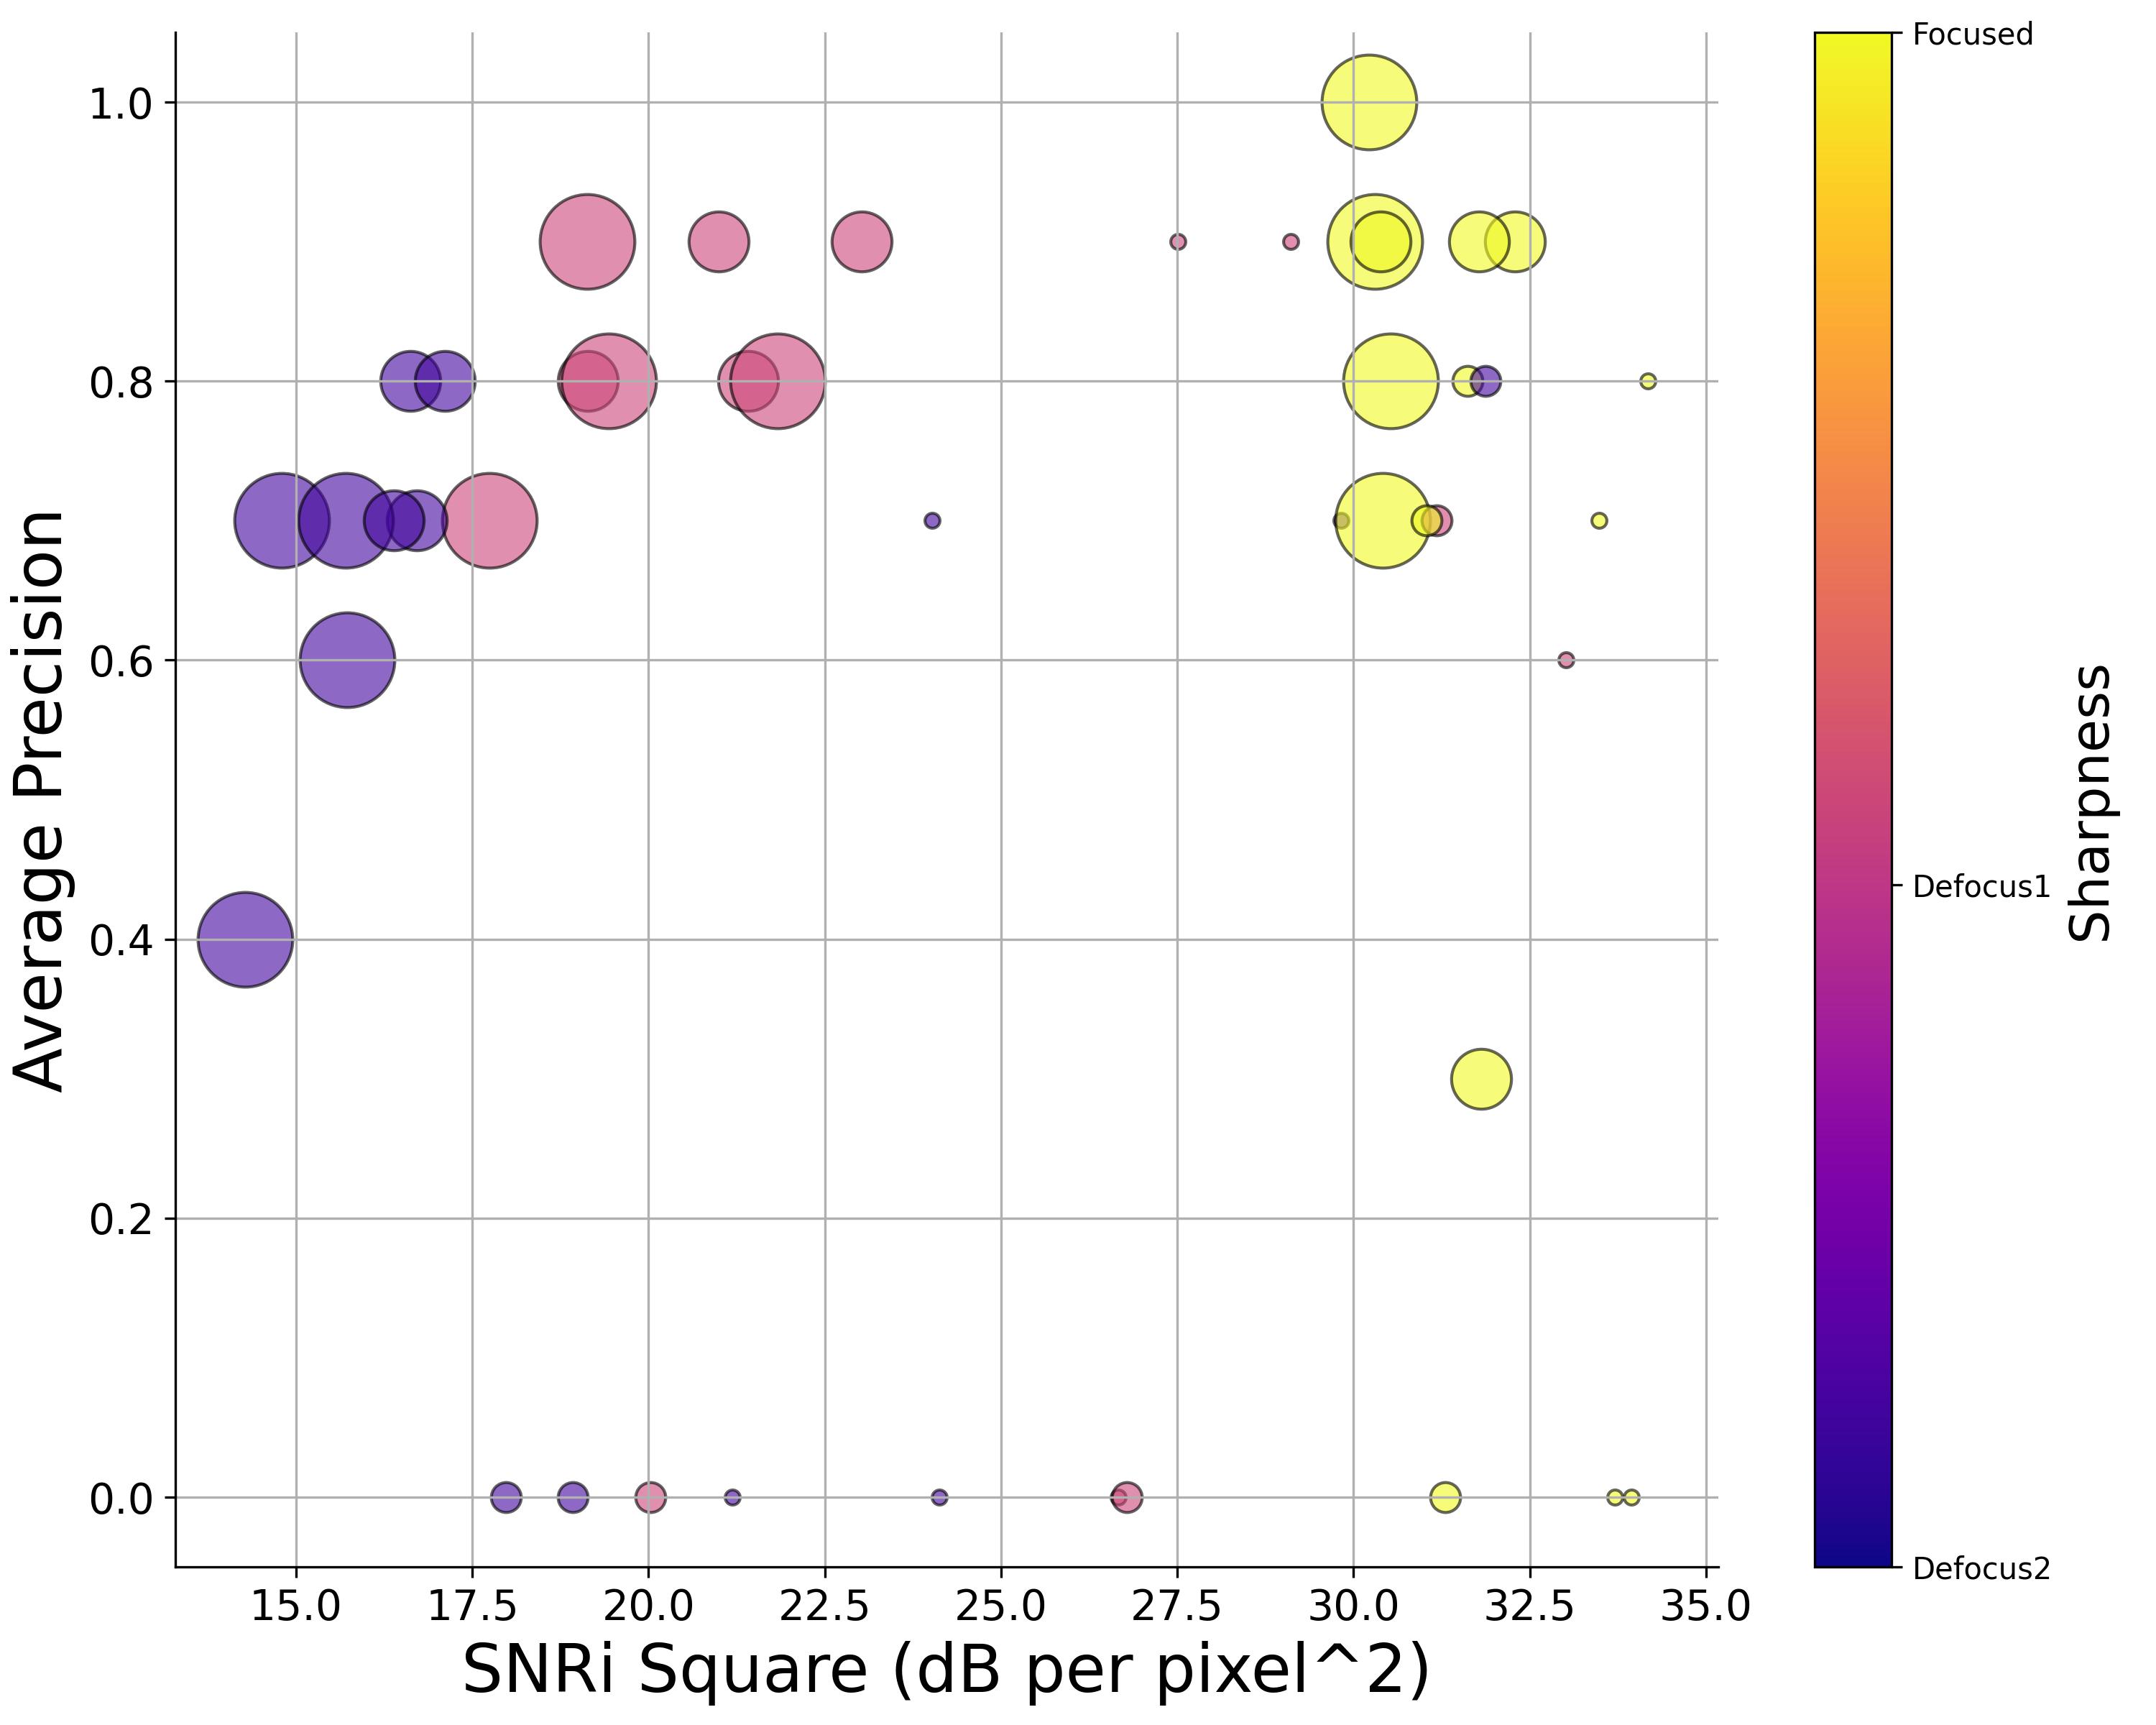 Average Precision
1.0
0.8
0.6
0.4
0.2
0.0
15.0 17.5 20.0 22.5 25.0 27.5 30.0 32.5 35.0
SNRi Square (dB per pixel^2)
Focused
Defocus1
Defocus2
Sharpness